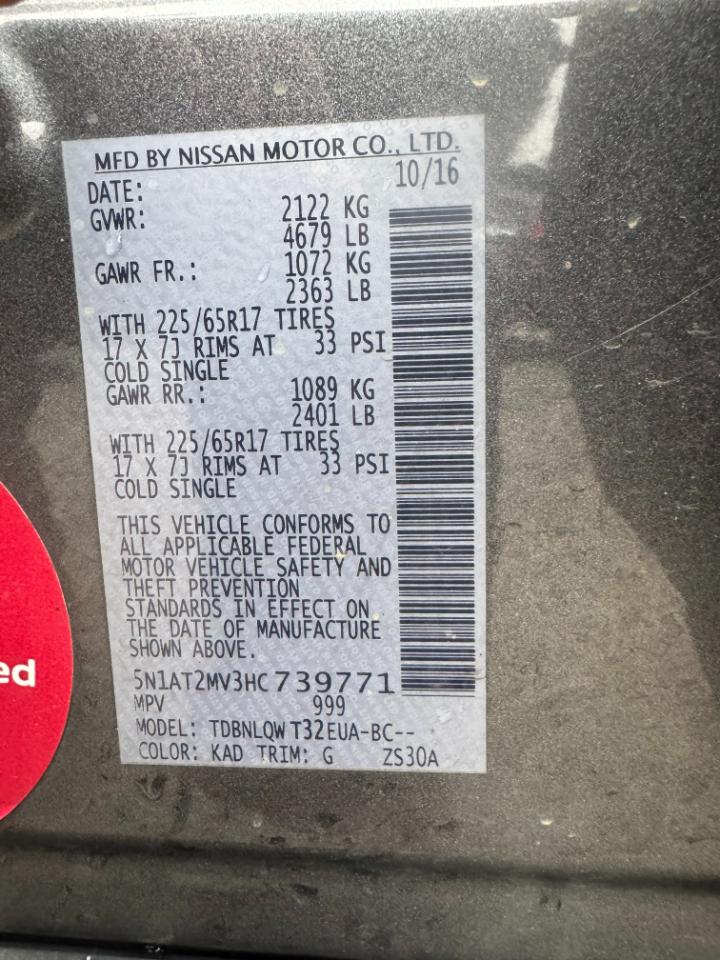 MFD BY NISSAN MOTOR CO., LTD.
DATE: 10/16
GVWR: 2122 KG
4679 LB
GAWR FR.: 1072 KG
2363 LB
WITH 225/65R17 TIRES
17 X 7J RIMS AT 33 PSI
COLD SINGLE
GAWR RR.: 1089 KG
2401 LB
WITH 225/65R17 TIRES
17 X 7J RIMS AT 33 PSI
COLD SINGLE
THIS VEHICLE CONFORMS TO
ALL APPLICABLE FEDERAL
MOTOR VEHICLE SAFETY AND
THEFT PREVENTION
STANDARDS IN EFFECT ON
THE DATE OF MANUFACTURE
SHOWN ABOVE.
5N1AT2MV3HC739771
MPV 999
MODEL: TDBNLQW T32EUA-BC--
COLOR: KAD TRIM: G ZS30A
ed